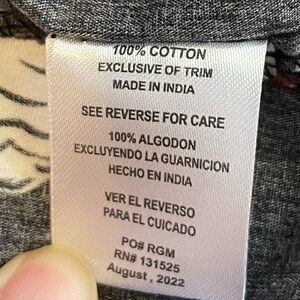 100% COTTON
EXCLUSIVE OF TRIM
MADE IN INDIA
SEE REVERSE FOR CARE
100% ALGODON
EXCLUYENDO LA GUARNICION
HECHO EN INDIA
VER EL REVERSO
PARA EL CUICADO
PO# RGM
RN# 131525
August , 2022